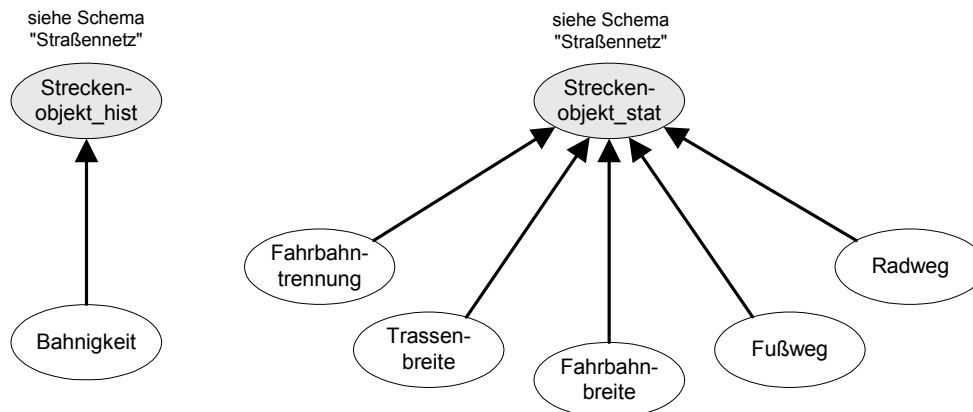 siehe Schema
"Straßennetz"
Strecken-
objekt_hist
Bahnigkeit
siehe Schema
"Straßennetz"
Strecken-
objekt_stat
Fahrbahn-
trennung
Trassen-
breite
Fahrbahn-
breite
Fußweg
Radweg